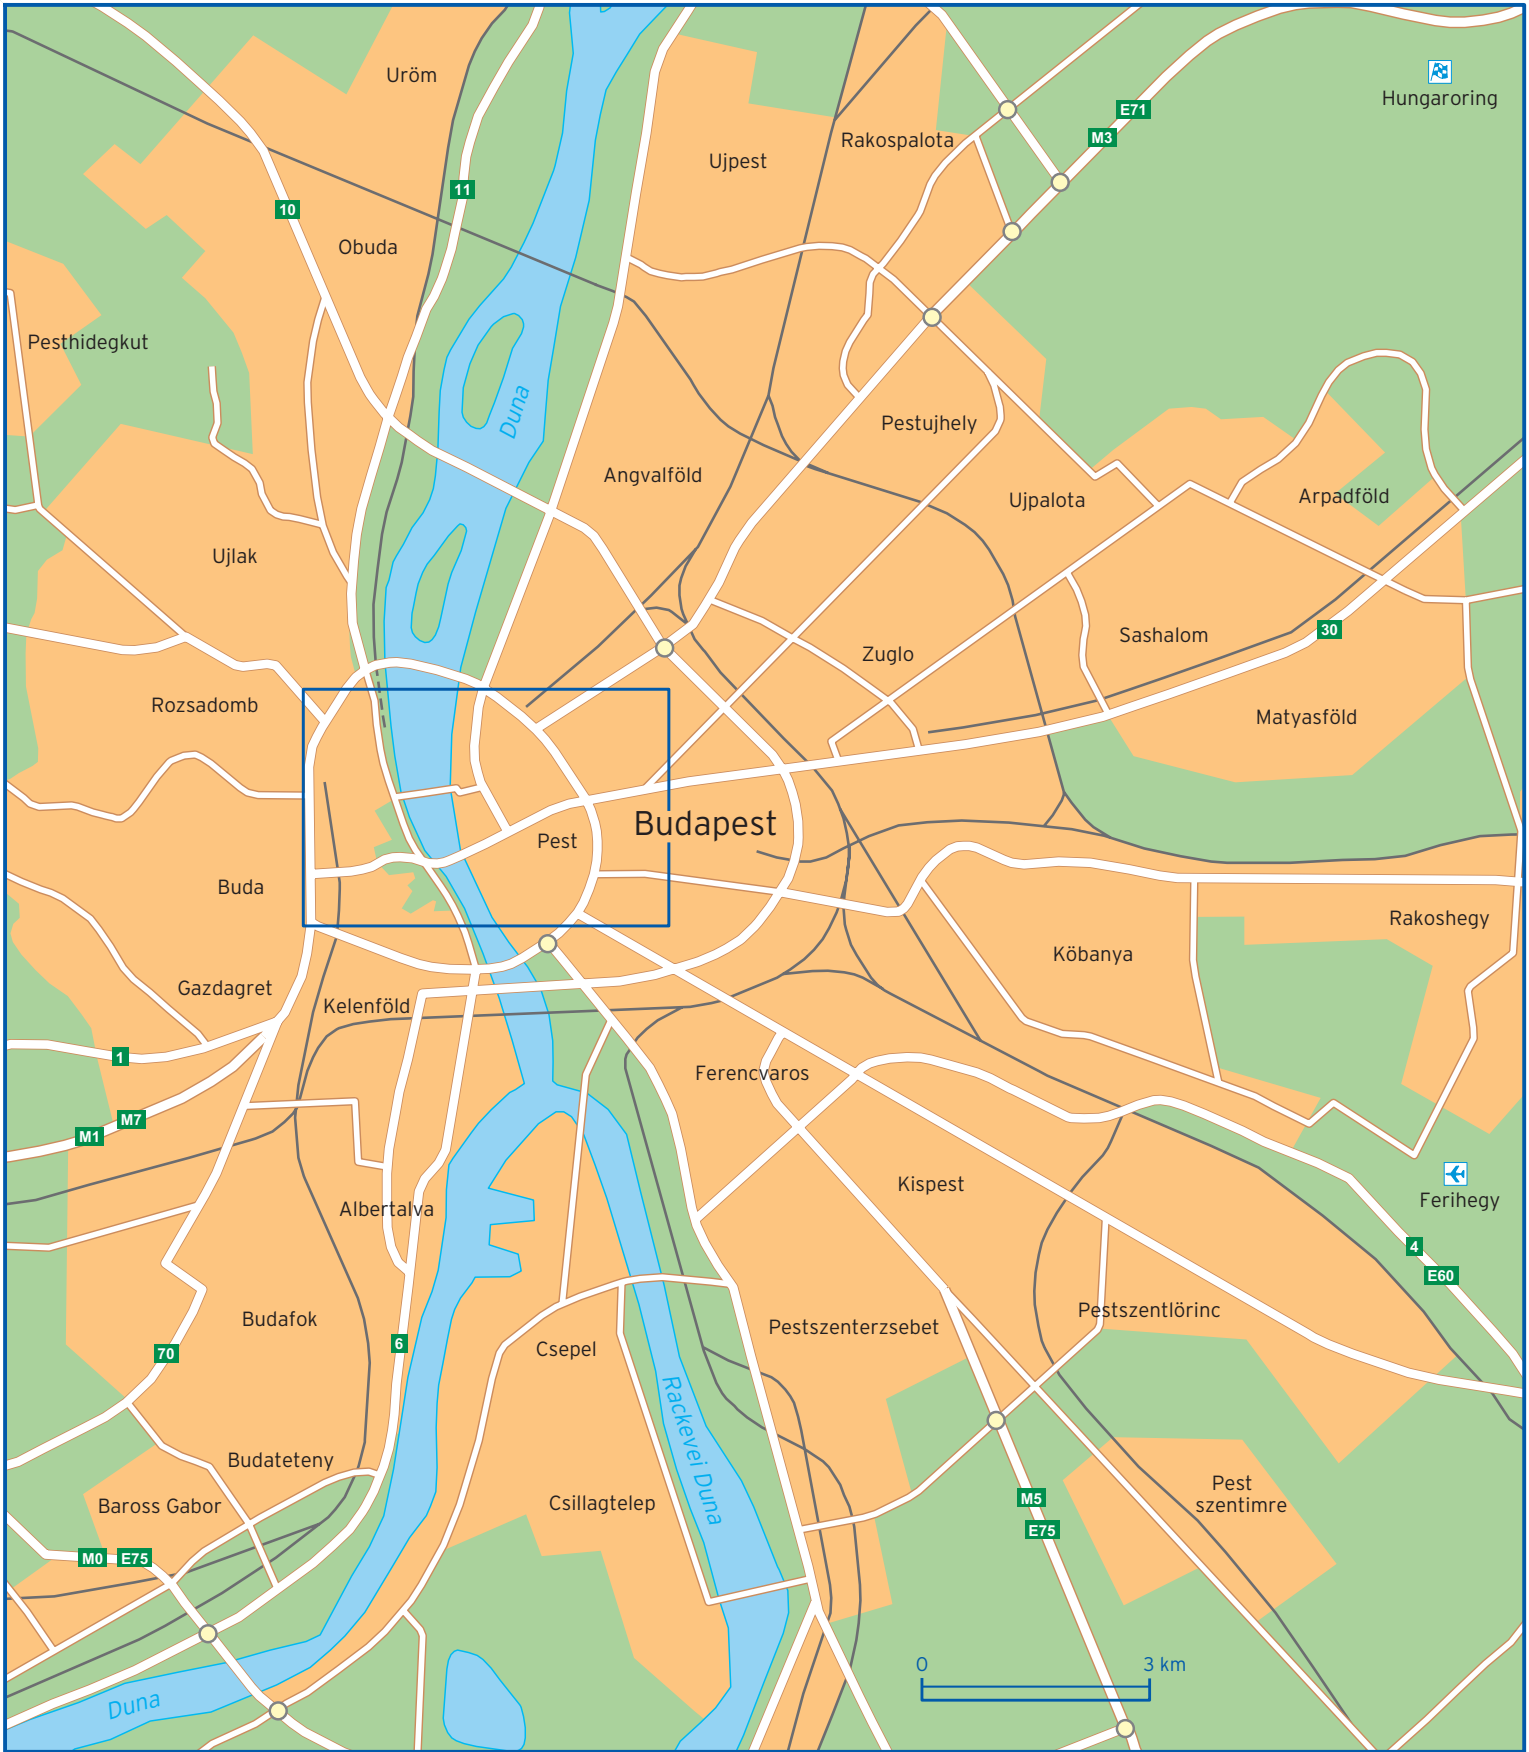 Uröm
Hungaroring
E71
M3
Rakospalota
Ujpest
11
10
Obuda
Pesthidegkut
Duna
Pestujhely
Angvalföld
Ujpalota
Arpadföld
Ujlak
30
Sashalom
Zuglo
Rozsadomb
Matyasföld
Budapest
Pest
Buda
Rakoshegy
Köbanya
Gazdagret
Kelenföld
1
Ferencvaros
M7
M1
Kispest
Ferihegy
Albertalva
4
E60
Pestszentlörinc
Budafok
Pestszenterzsebet
6
Csepel
70
Rackevei Duna
Budateteny
Pest
szentimre
Baross Gabor
Csillagtelep
M5
E75
M0
E75
0
3 km
Duna